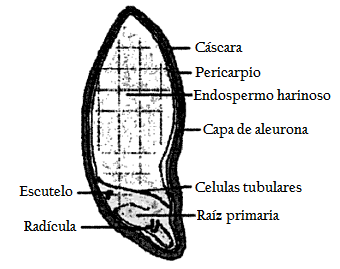 Cáscara
Pericarpio
Endospermo harinoso
Capa de aleurona
Escutelo
Celulas tubulares
Raíz primaria
Radícula